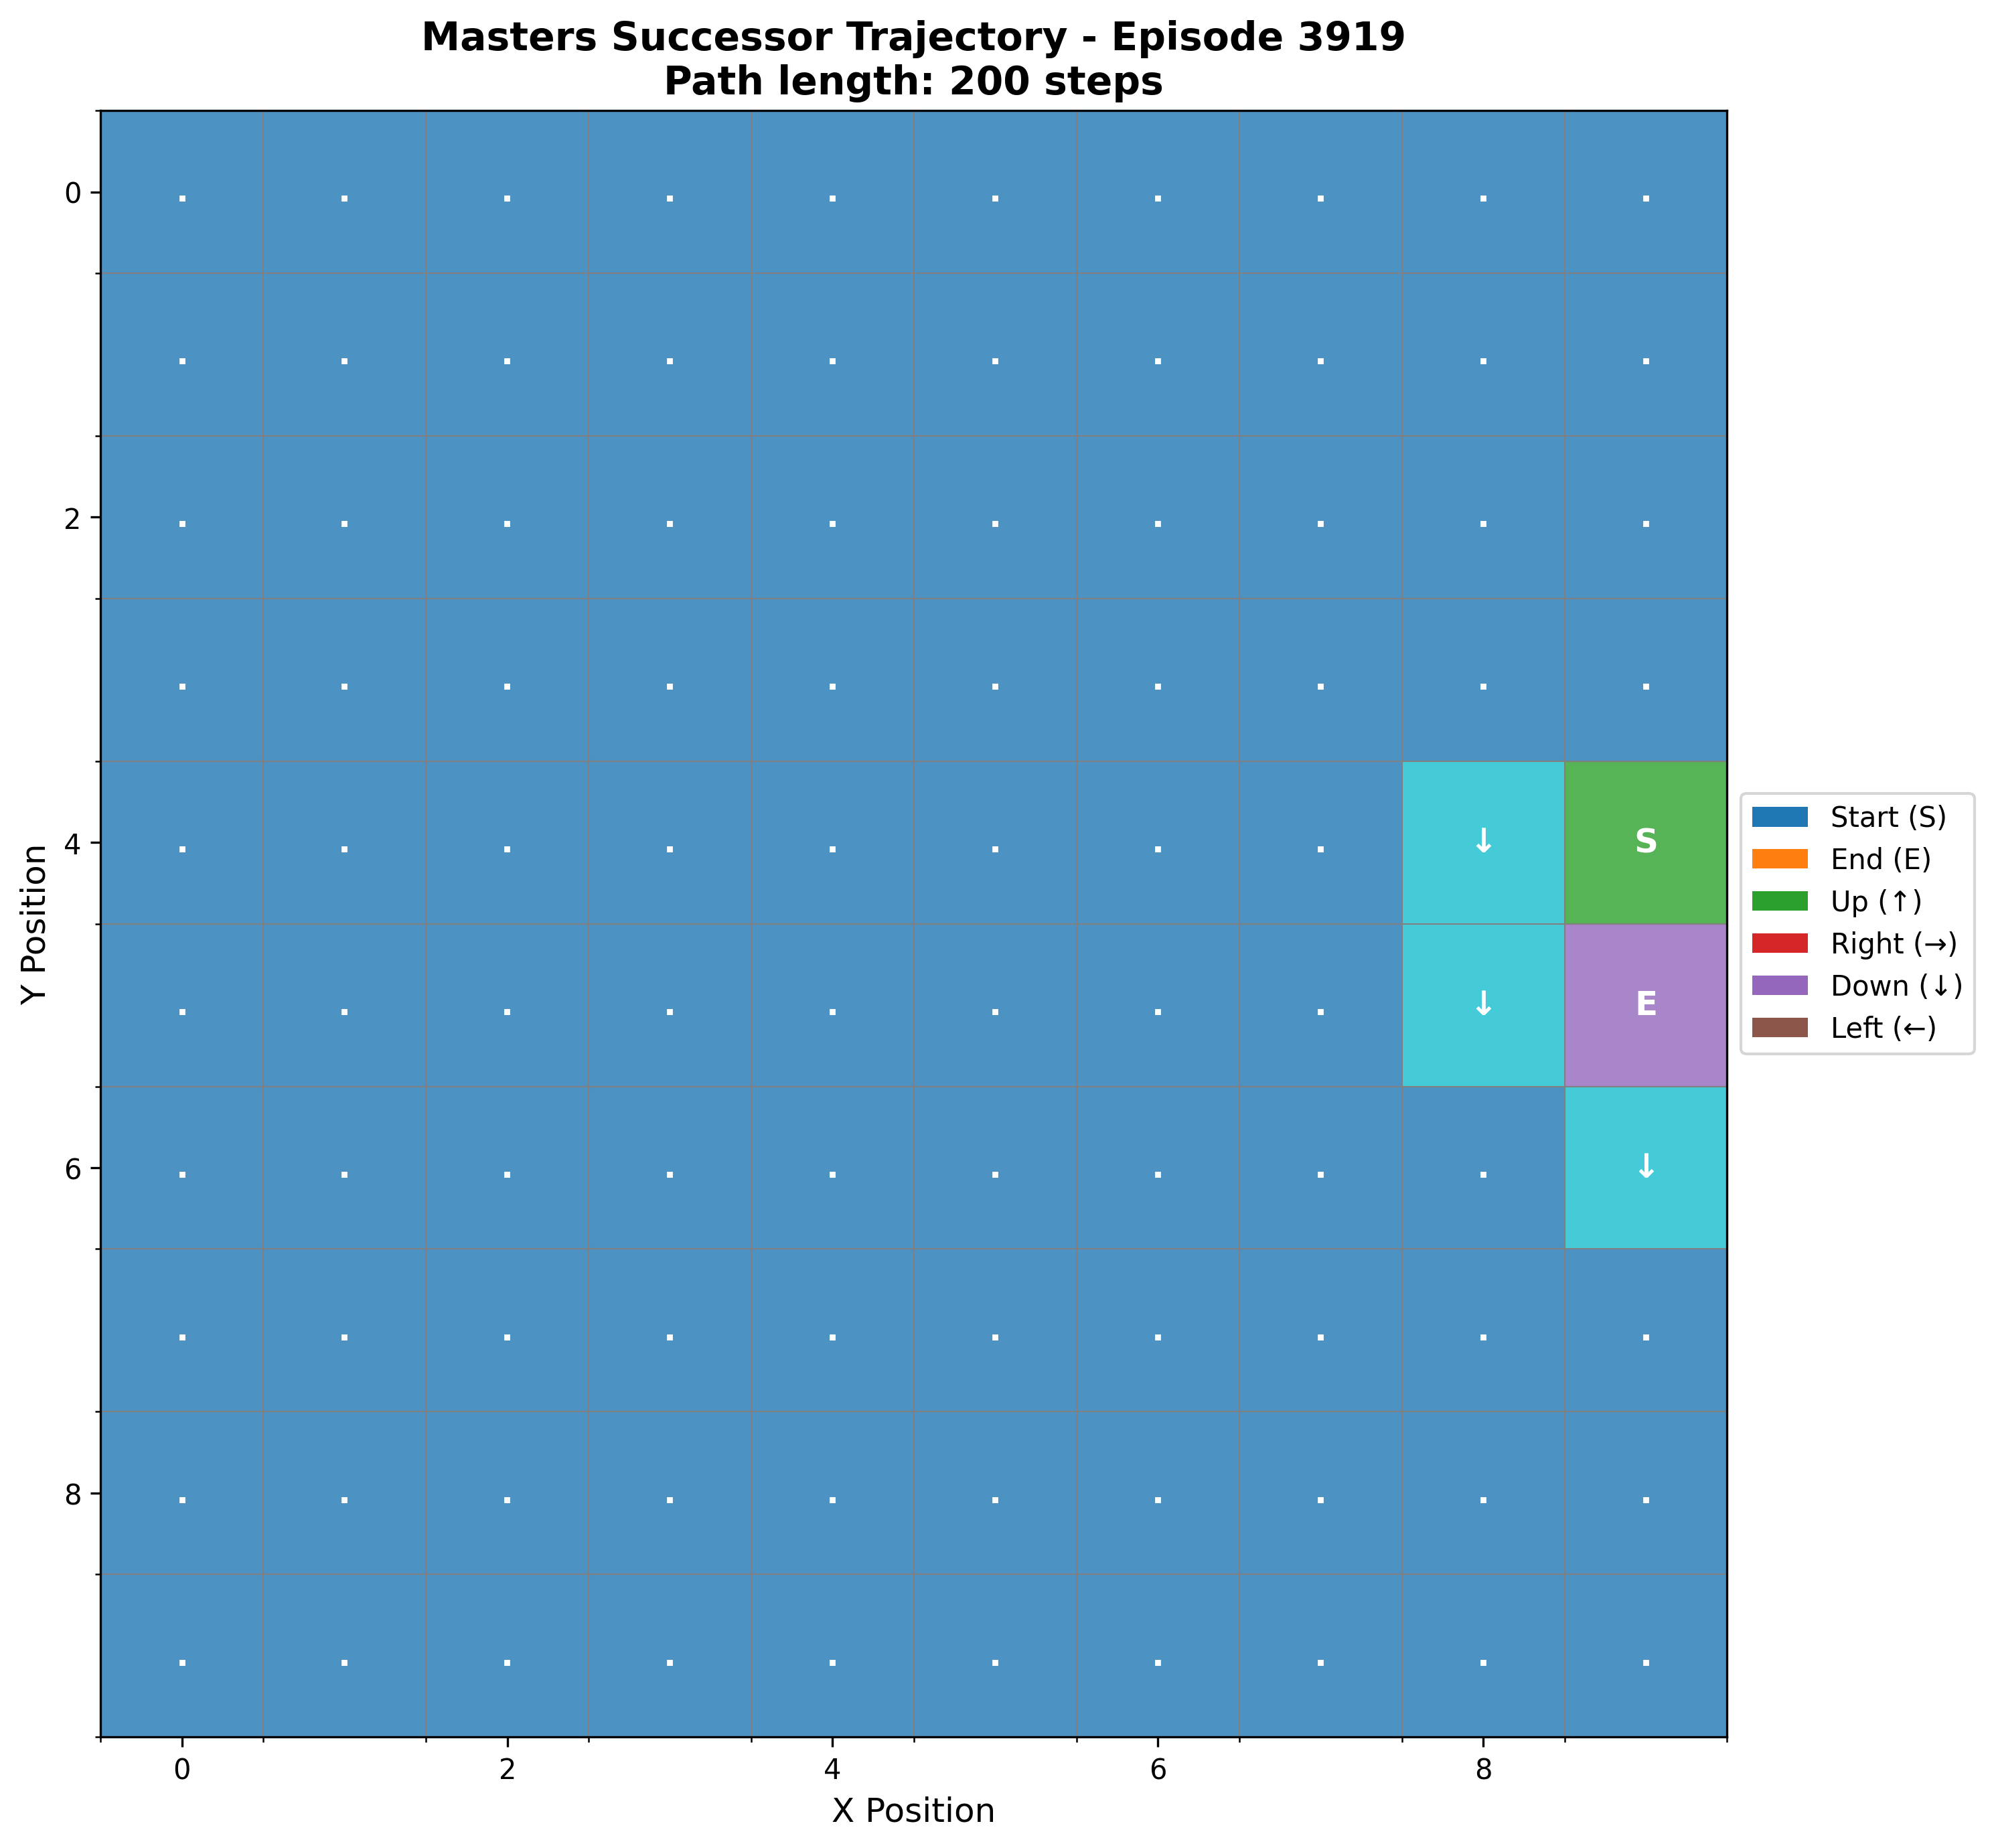 Masters Successor Trajectory - Episode 3919
Path length: 200 steps
0
2
4
6
8
Y Position
↓ S
↓ E
↓
Start (S)
End (E)
Up (↑)
Right (→)
Down (↓)
Left (←)
0 2 4 6 8
X Position